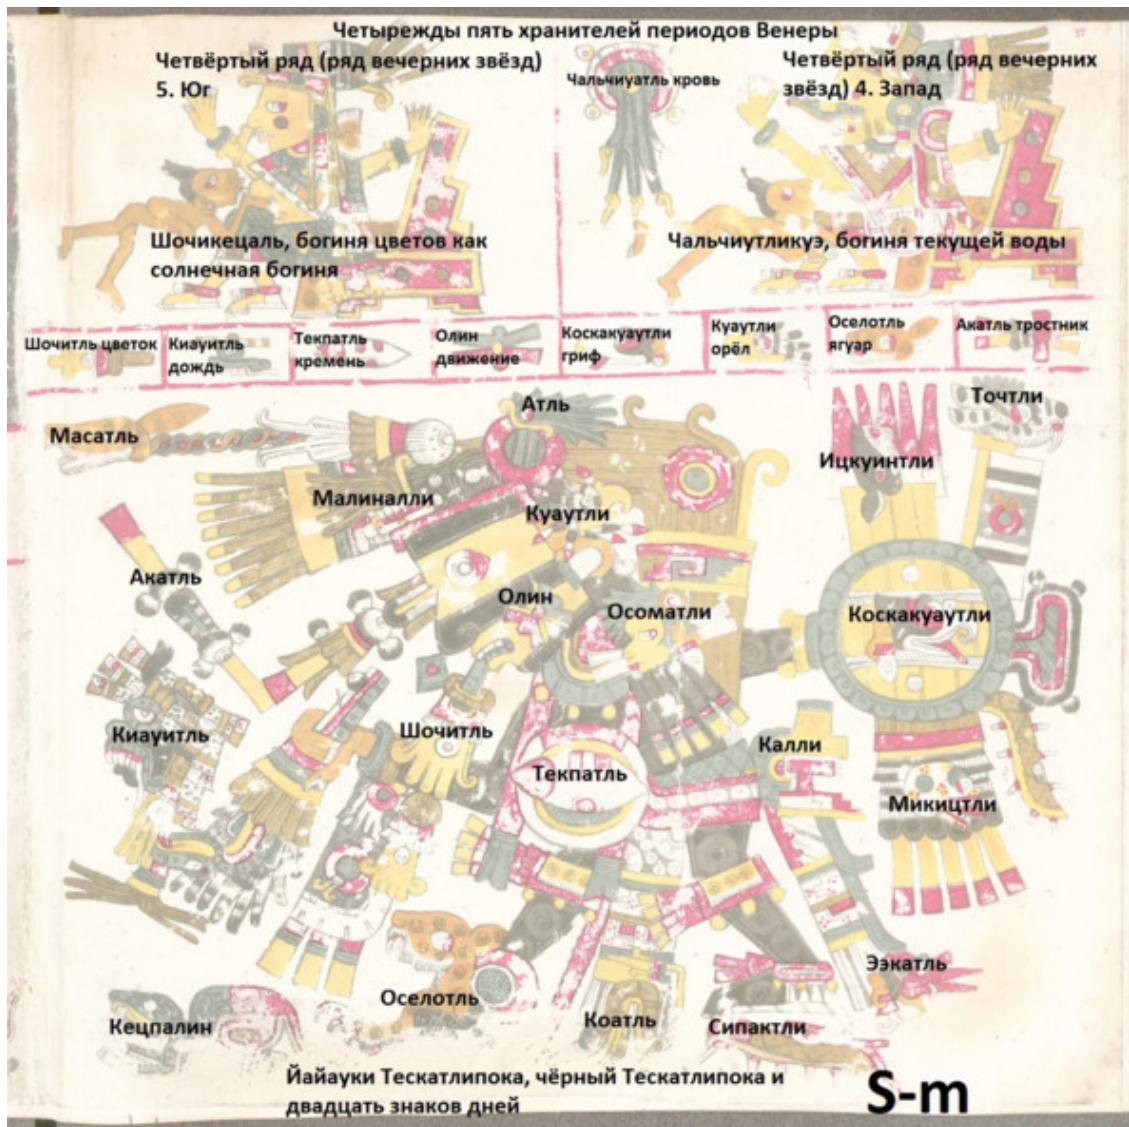 Четырежды пять хранителей периодов Венеры
Четвёртый ряд (ряд вечерних звёзд)
5. Юг
Чальчиуатль кровь
Четвёртый ряд (ряд вечерних
звёзд) 4. Запад
Шочикецаль, богиня цветов как
солнечная богиня
Чальчиутликуэ, богиня текущей воды
Шочитль цветок
Киауитль
дождь
Текпатль
кремень
Олин
движение
Коскакуаутли
гриф
Куаутли
орёл
Оселотль
ягуар
Акатль тростник
Масатль
Атль
Точтли
Ицкуинтли
Малиналли
Куаутли
Акатль
Олин
Осоматли
Коскакуаутли
Киауитль
Шочитль
Калли
Текпатль
Микицтли
Ээкатль
Оселотль
Кецпалин
Коатль
Сипактли
Йайауки Тескатлипока, чёрный Тескатлипока и
двадцать знаков дней
S-m